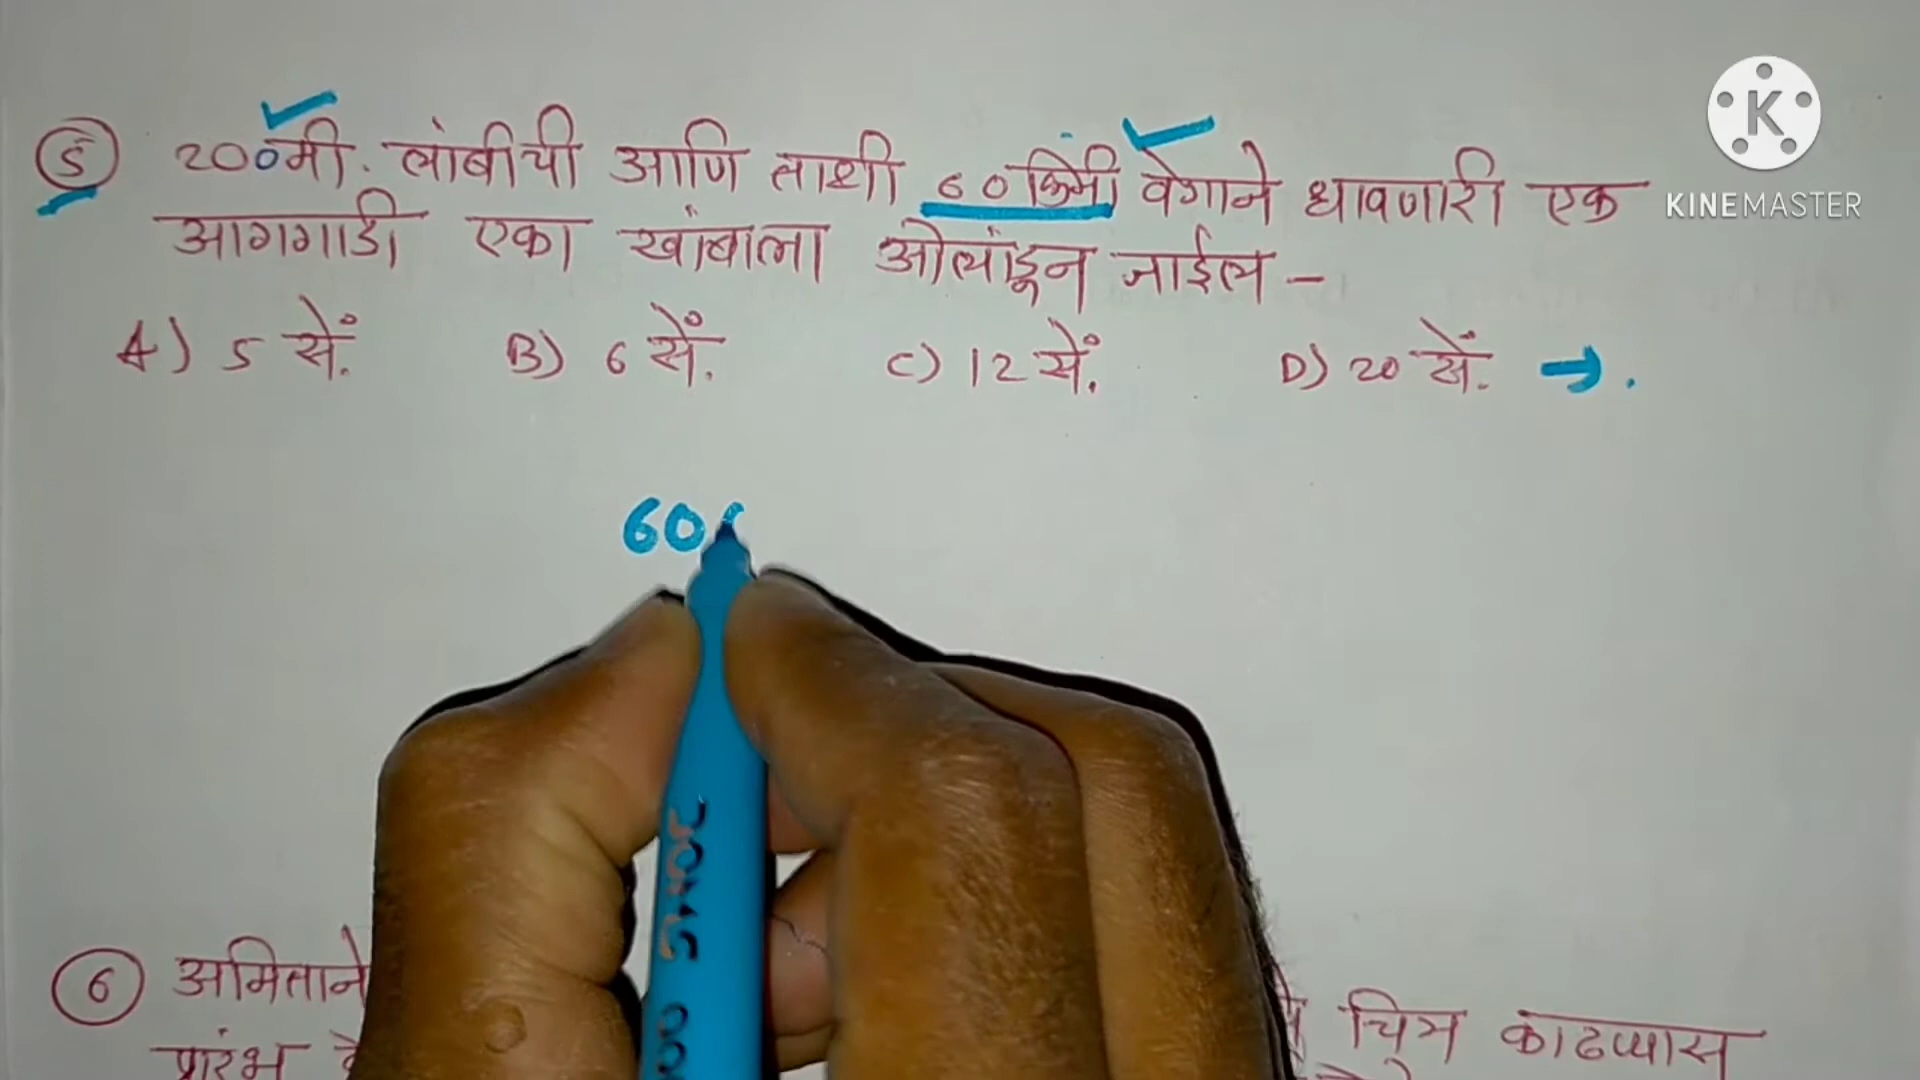 K
KINEMASTER
5 200मी. लांबीची आणि ताशी 60 किमी वेगाने धावणारी एक
आगगाडी एका खांबाला ओलांडून जाईल -
A) 5 सें. B) 6 सें. C) 12 सें. D) 20 सें. →.
60
6 अमिताने चित्र काढण्यास
प्रारंभ